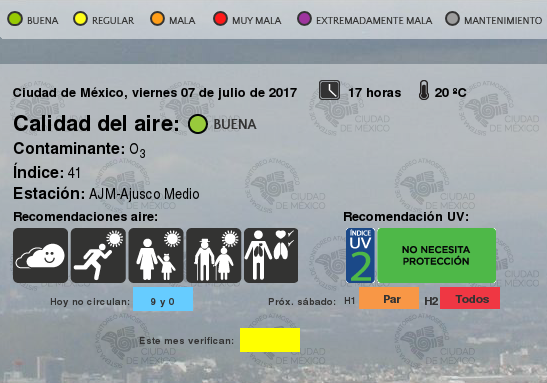 BUENA REGULAR MALA MUY MALA EXTREMADAMENTE MALA MANTENIMIENTO
Ciudad de México, viernes 07 de julio de 2017 17 horas 20 ºC
Calidad del aire: BUENA
Contaminante: O3
Índice: 41
Estación: AJM-Ajusco Medio
Recomendaciones aire: Recomendación UV:
ÍNDICE
UV
2
NO NECESITA
PROTECCIÓN
Hoy no circulan: 9 y 0 Próx. sábado: H1 Par H2 Todos
Este mes verifican:
CIUDAD
DE MÉXICO